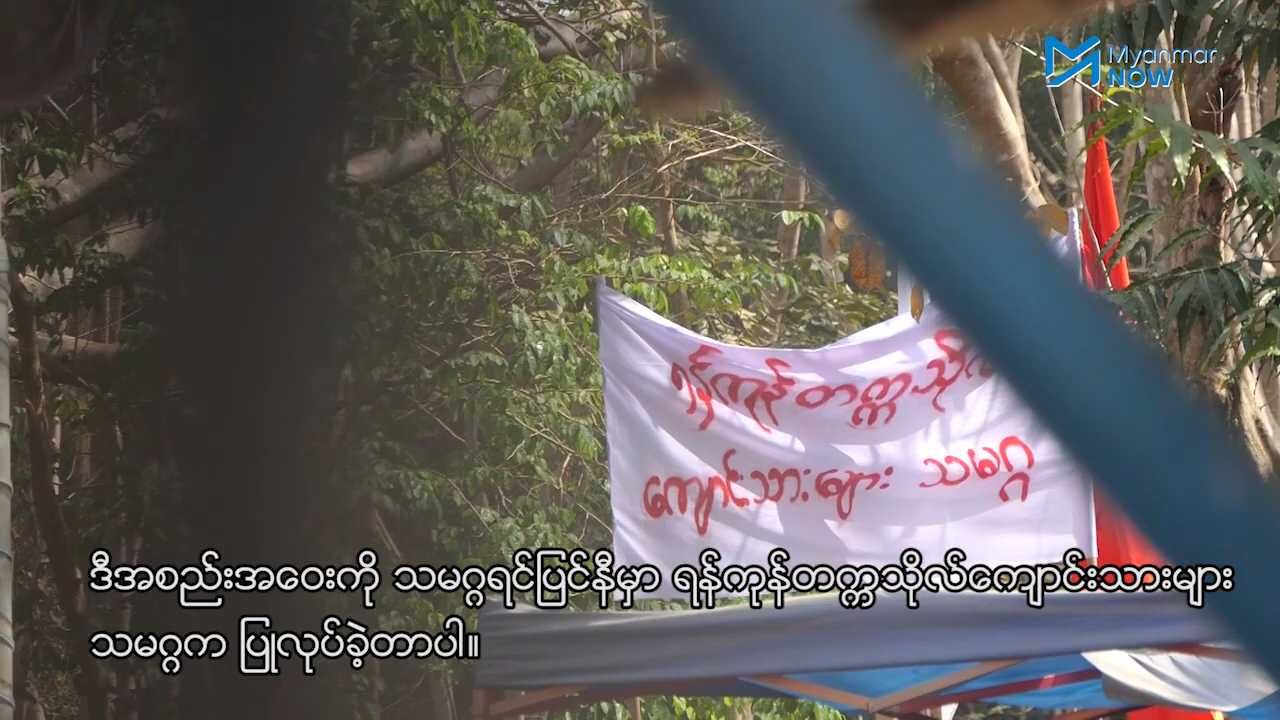 Myanmar
NOW
ရန်ကုန်တက္ကသို
ကျောင်းသားများ သမဂ္ဂ
ဒီအစည်းအဝေးကို သမဂ္ဂရင်ပြင်နီမှာ ရန်ကုန်တက္ကသိုလ်ကျောင်းသားများ
သမဂ္ဂက ပြုလုပ်ခဲ့တာပါ။